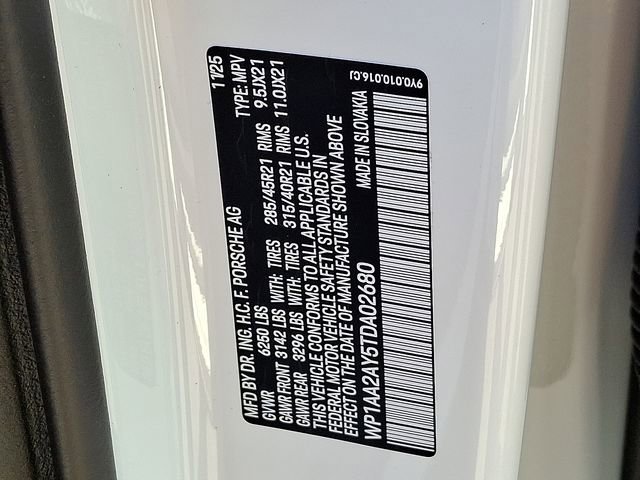 MFD BY DR. ING. H.C. F. PORSCHE AG 11/25
GVWR 6250 LBS TYPE: MPV
GAWR FRONT 3142 LBS WITH: TIRES 285/45R21 RIMS 9.5JX21
GAWR REAR 3296 LBS WITH: TIRES 315/40R21 RIMS 11.0JX21
THIS VEHICLE CONFORMS TO ALL APPLICABLE U.S.
FEDERAL MOTOR VEHICLE SAFETY STANDARDS IN
EFFECT ON THE DATE OF MANUFACTURE SHOWN ABOVE
WP1AA2AY5TDA02680 MADE IN SLOVAKIA
9Y0.010.016.CJ